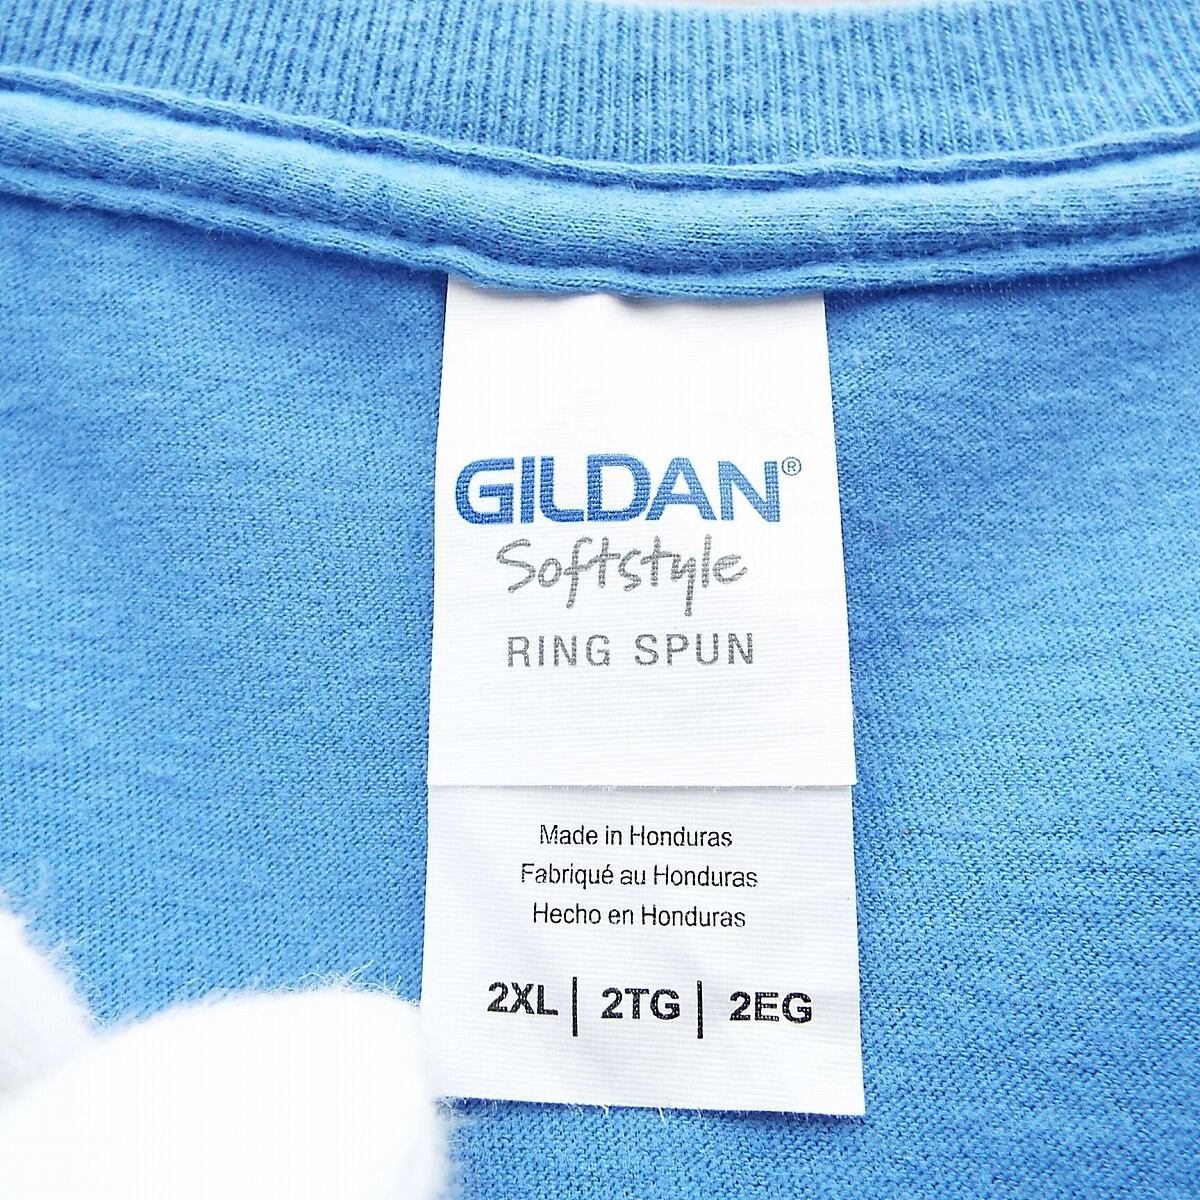 GILDAN®
Softstyle
RING SPUN
Made in Honduras
Fabriqué au Honduras
Hecho en Honduras
2XL | 2TG | 2EG